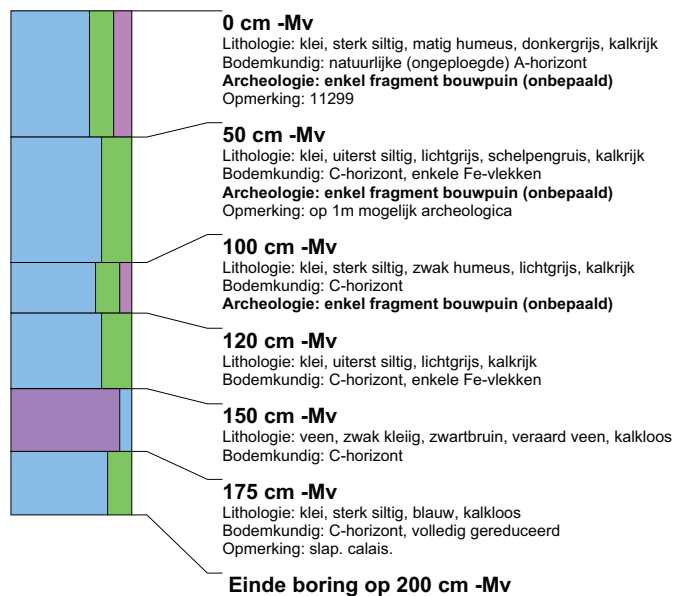 0 cm -Mv
Lithologie: klei, sterk siltig, matig humeus, donkergrijs, kalkrijk
Bodemkundig: natuurlijke (ongeploegde) A-horizont
Archeologie: enkel fragment bouwpuin (onbepaald)
Opmerking: 11299
50 cm -Mv
Lithologie: klei, uiterst siltig, lichtgrijs, schelpengruis, kalkrijk
Bodemkundig: C-horizont, enkele Fe-vlekken
Archeologie: enkel fragment bouwpuin (onbepaald)
Opmerking: op 1m mogelijk archeologica
100 cm -Mv
Lithologie: klei, sterk siltig, zwak humeus, lichtgrijs, kalkrijk
Bodemkundig: C-horizont
Archeologie: enkel fragment bouwpuin (onbepaald)
120 cm -Mv
Lithologie: klei, uiterst siltig, lichtgrijs, kalkrijk
Bodemkundig: C-horizont, enkele Fe-vlekken
150 cm -Mv
Lithologie: veen, zwak kleiig, zwartbruin, veraard veen, kalkloos
Bodemkundig: C-horizont
175 cm -Mv
Lithologie: klei, sterk siltig, blauw, kalkloos
Bodemkundig: C-horizont, volledig gereduceerd
Opmerking: slap. calais.
Einde boring op 200 cm -Mv